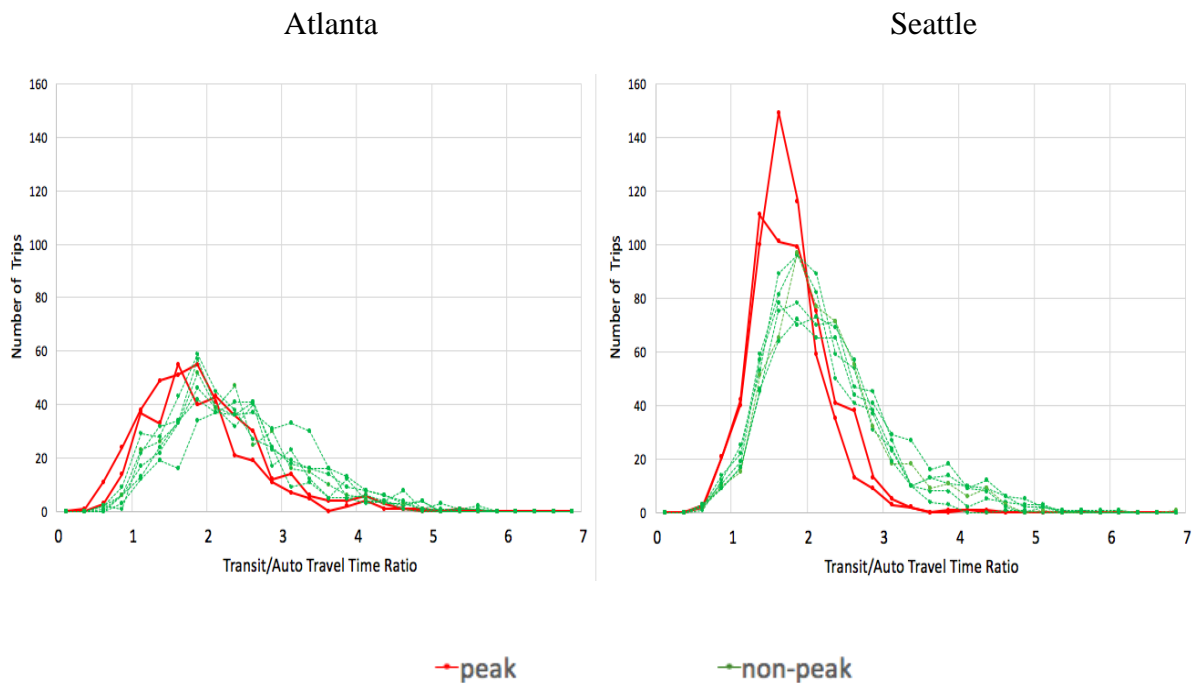 Atlanta
Seattle
160
140
120
100
80
60
40
20
0
Number of Trips
0 1 2 3 4 5 6 7
Transit/Auto Travel Time Ratio
160
140
120
100
80
60
40
20
0
Number of Trips
0 1 2 3 4 5 6 7
Transit/Auto Travel Time Ratio
peak
non-peak